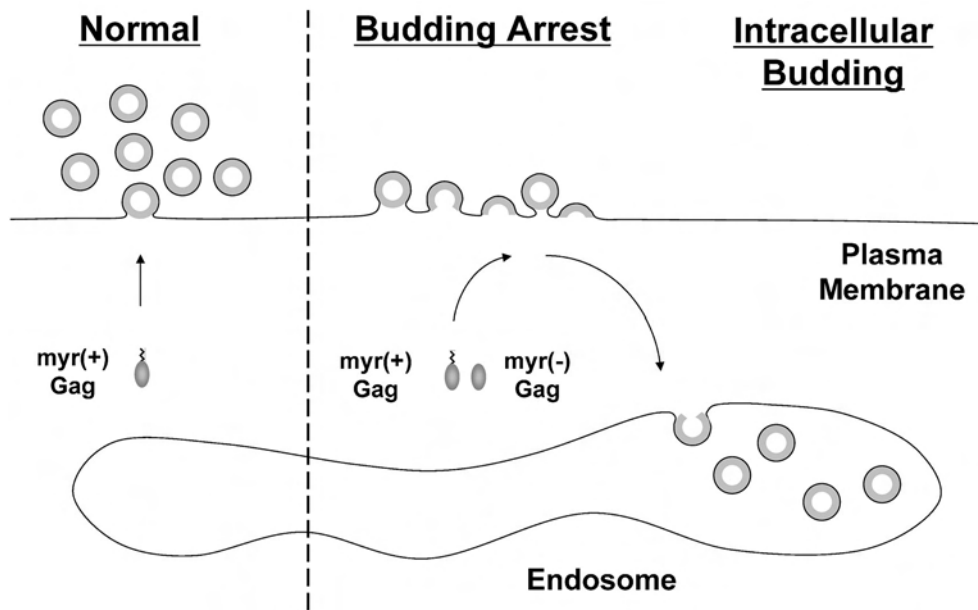 Normal
Budding Arrest
Intracellular
Budding
Plasma
Membrane
myr(+)
Gag
myr(+)
Gag
myr(-)
Gag
Endosome